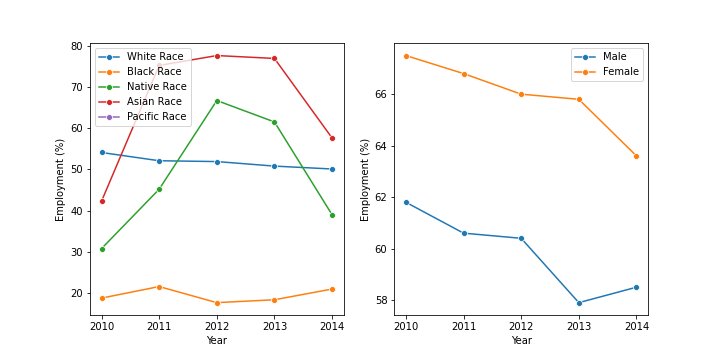 80
70
60
50
40
30
20
Employment (%)
2010
2011
2012
2013
2014
Year
White Race
Black Race
Native Race
Asian Race
Pacific Race
66
64
62
60
58
Employment (%)
2010
2011
2012
2013
2014
Year
Male
Female